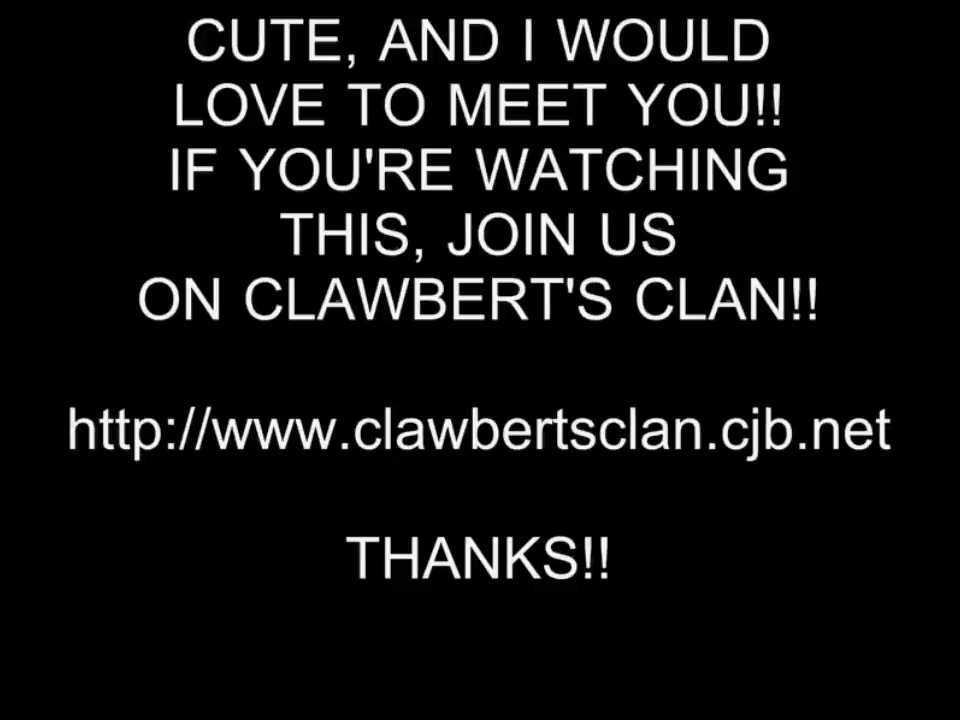 CUTE, AND I WOULD
LOVE TO MEET YOU!!
IF YOU'RE WATCHING
THIS, JOIN US
ON CLAWBERT'S CLAN!!
http://www.clawbertsclan.cjb.net
THANKS!!